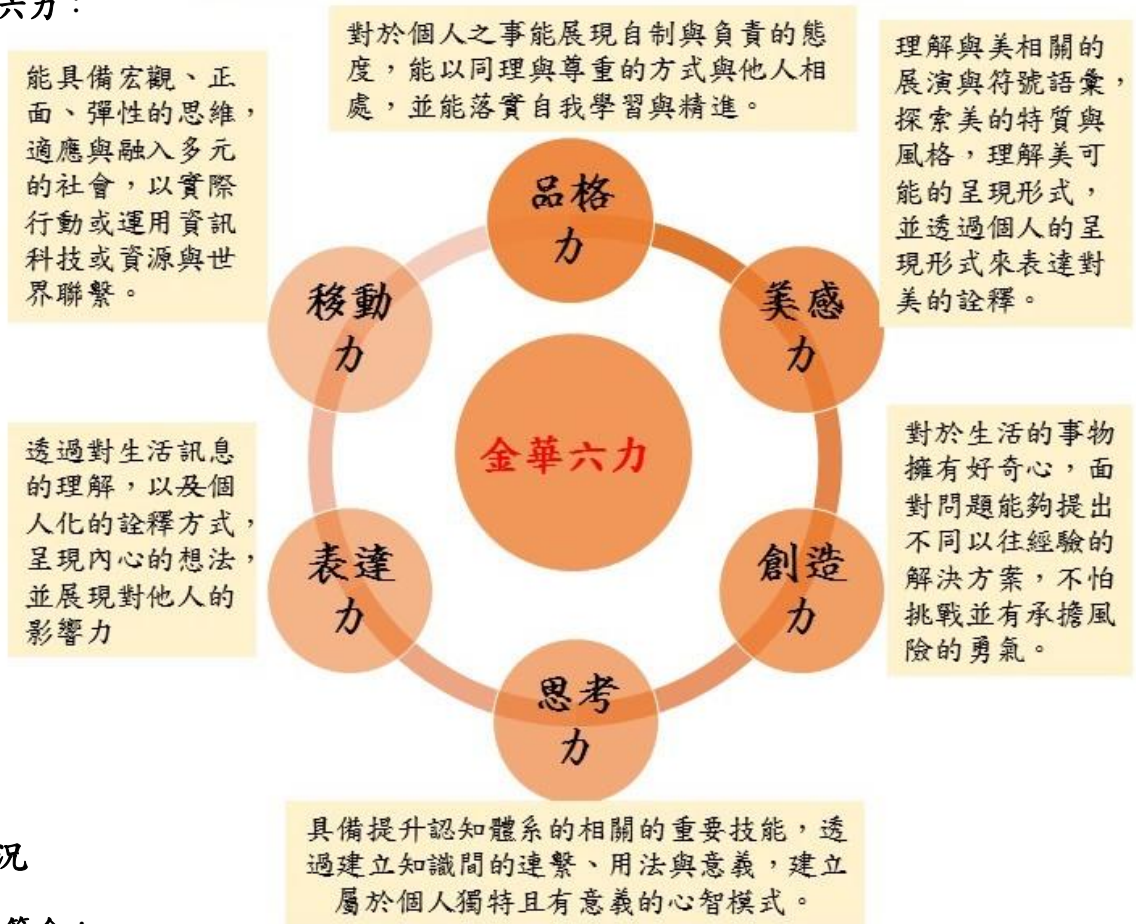 六力：
對於個人之事能展現自制與負責的態
度，能以同理與尊重的方式與他人相
處，並能落實自我學習與精進。
能具備宏觀、正
面、彈性的思維，
適應與融入多元
的社會，以實際
行動或運用資訊
科技或資源與世
界聯繫。
理解與美相關的
展演與符號語彙，
探索美的特質與
風格，理解美可
能的呈現形式，
並透過個人的呈
現形式來表達對
美的詮釋。
品格
力
移動
力
美感
力
金華六力
透過對生活訊息
的理解，以及個
人化的詮釋方式，
呈現內心的想法，
並展現對他人的
影響力
對於生活的事物
擁有好奇心，面
對問題能夠提出
不同以往經驗的
解決方案，不怕
挑戰並有承擔風
險的勇氣。
表達
力
創造
力
思考
力
具備提升認知體系的相關的重要技能，透
過建立知識間的連繫、用法與意義，建立
屬於個人獨特且有意義的心智模式。
況